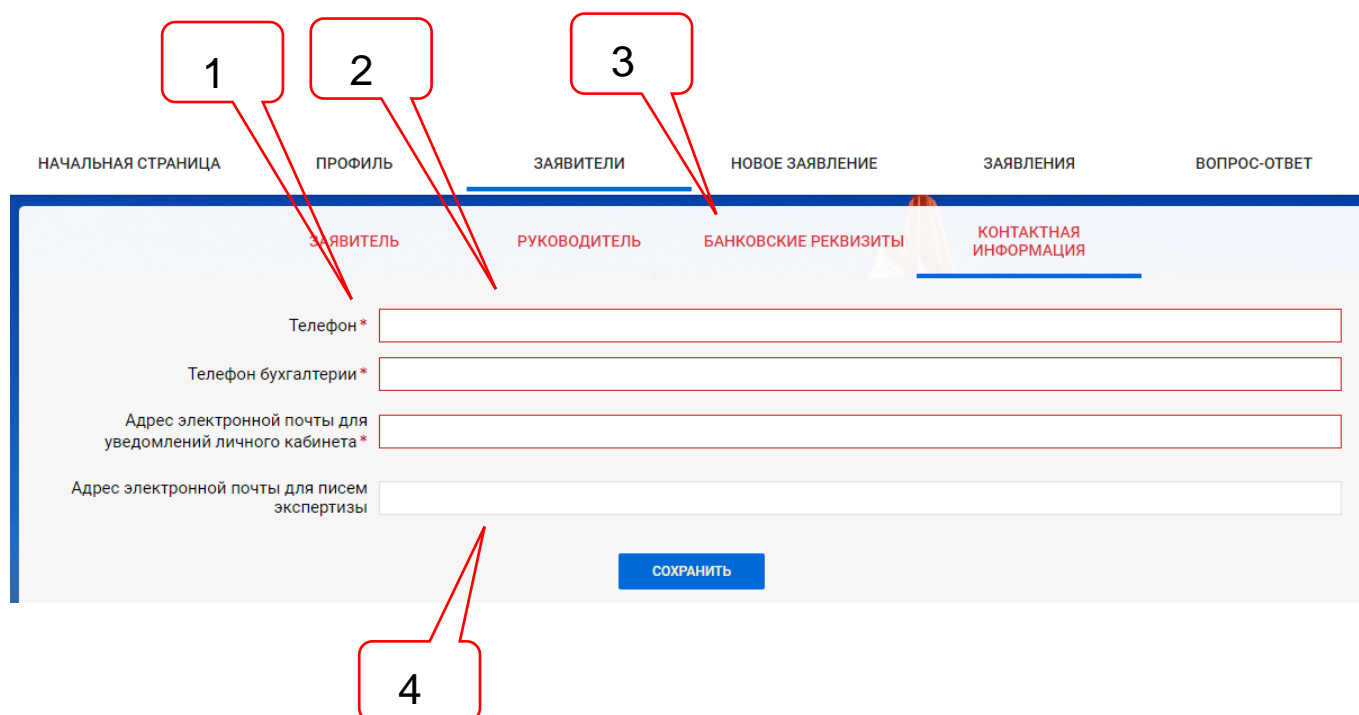 1
2
3
НАЧАЛЬНАЯ СТРАНИЦА ПРОФИЛЬ ЗАЯВИТЕЛИ НОВОЕ ЗАЯВЛЕНИЕ ЗАЯВЛЕНИЯ ВОПРОС-ОТВЕТ
ЗАЯВИТЕЛЬ РУКОВОДИТЕЛЬ БАНКОВСКИЕ РЕКВИЗИТЫ КОНТАКТНАЯ
ИНФОРМАЦИЯ
Телефон *
Телефон бухгалтерии *
Адрес электронной почты для
уведомлений личного кабинета *
Адрес электронной почты для писем
экспертизы
СОХРАНИТЬ
4